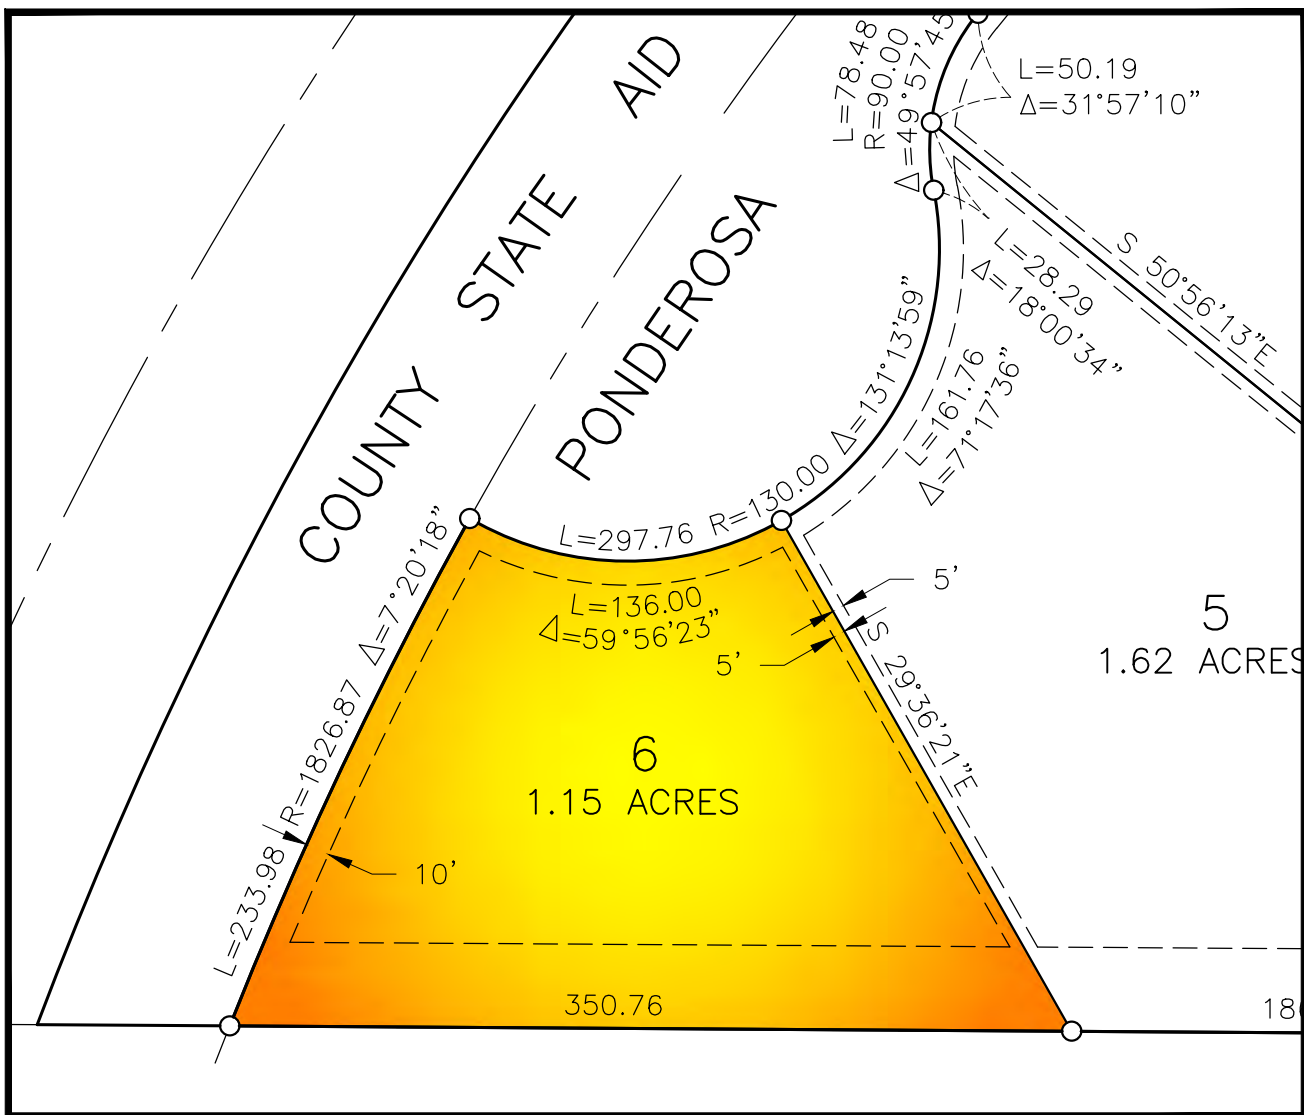 COUNTY STATE AID
PONDEROSA
L=78.48
R=90.00
Δ=49°57'45
L=50.19
Δ=31°57'10"
L=28.29
Δ=18°00'34"
S 50°56'13"E
L=297.76 R=130.00 Δ=131°13'59"
L=161.76
Δ=71°17'36"
L=136.00
Δ=59°56'23"
5'
5'
S 29°36'21"E
5
1.62 ACRES
L=233.98 R=1826.87 Δ=7°20'18"
6
1.15 ACRES
10'
350.76